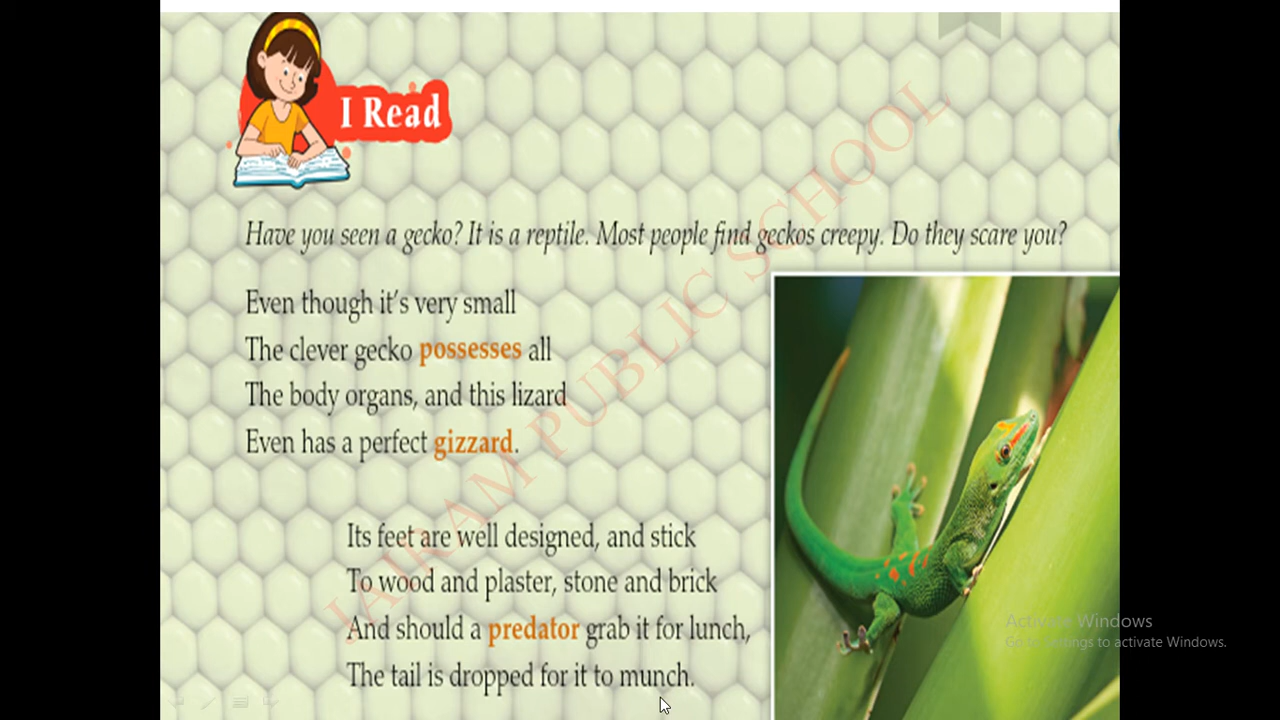 I Read
Have you seen a gecko? It is a reptile. Most people find geckos creepy. Do they scare you?
Even though it's very small
The clever gecko possesses all
The body organs, and this lizard
Even has a perfect gizzard.
Its feet are well designed, and stick
To wood and plaster, stone and brick
And should a predator grab it for lunch,
The tail is dropped for it to munch.
JAIRAM PUBLIC SCHOOL
Activate Windows
Go to Settings to activate Windows.